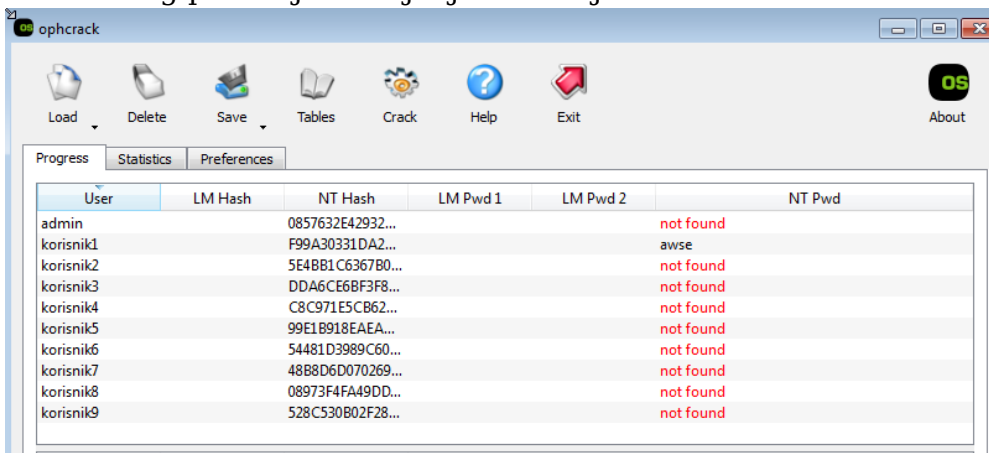 ophcrack
Load Delete Save Tables Crack Help Exit OS About
Progress Statistics Preferences
User LM Hash NT Hash LM Pwd 1 LM Pwd 2 NT Pwd
admin 0857632E42932... not found
korisnik1 F99A30331DA2... awse
korisnik2 5E4BB1C6367B0... not found
korisnik3 DDA6CE6BF3F8... not found
korisnik4 C8C971E5CB62... not found
korisnik5 99E1B918EAEA... not found
korisnik6 54481D3989C60... not found
korisnik7 48B8D6D070269... not found
korisnik8 08973F4FA49DD... not found
korisnik9 528C530B02F28... not found